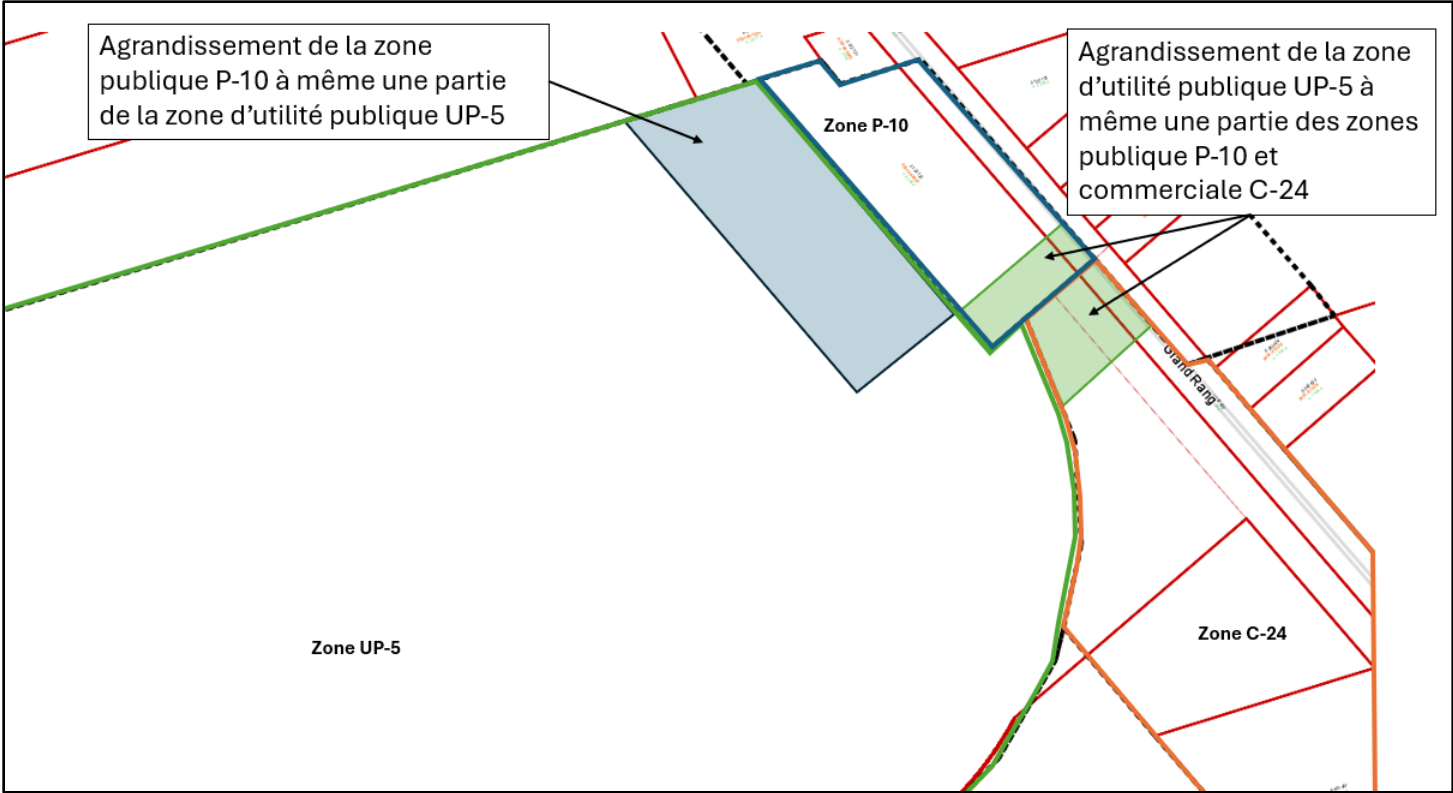 Agrandissement de la zone
publique P-10 à même une partie
de la zone d’utilité publique UP-5
Agrandissement de la zone
d’utilité publique UP-5 à
même une partie des zones
publique P-10 et
commerciale C-24
Zone P-10
Grand Rang
Zone UP-5
Zone C-24